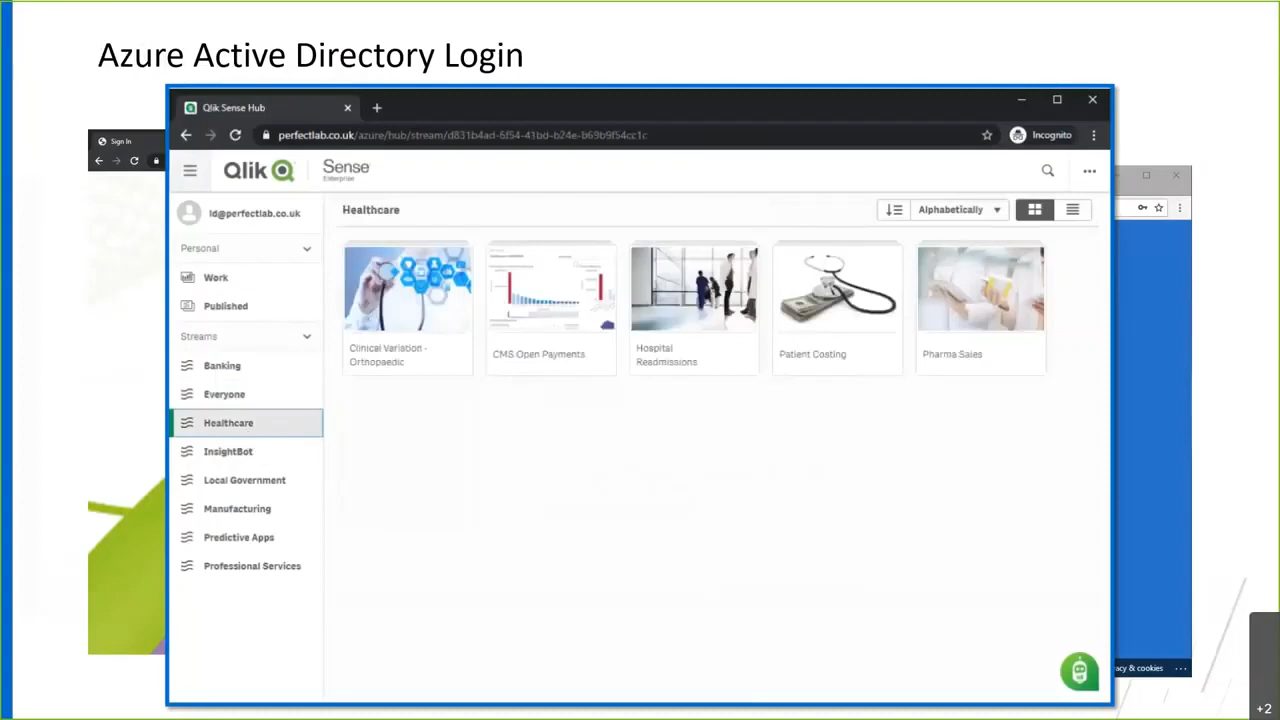 Azure Active Directory Login
Sign In
Qlik Sense Hub
perfectlab.co.uk/azure/hub/stream/d831b4ad-6f54-41bd-b24e-b69b9f54cc1c
Incognito
Qlik
Sense
Enterprise
ld@perfectlab.co.uk
Healthcare
Alphabetically
Personal
Work
Published
Streams
Banking
Everyone
Healthcare
InsightBot
Local Government
Manufacturing
Predictive Apps
Professional Services
Clinical Variation -
Orthopaedic
CMS Open Payments
Hospital
Readmissions
Patient Costing
Pharma Sales
acy & cookies
+2